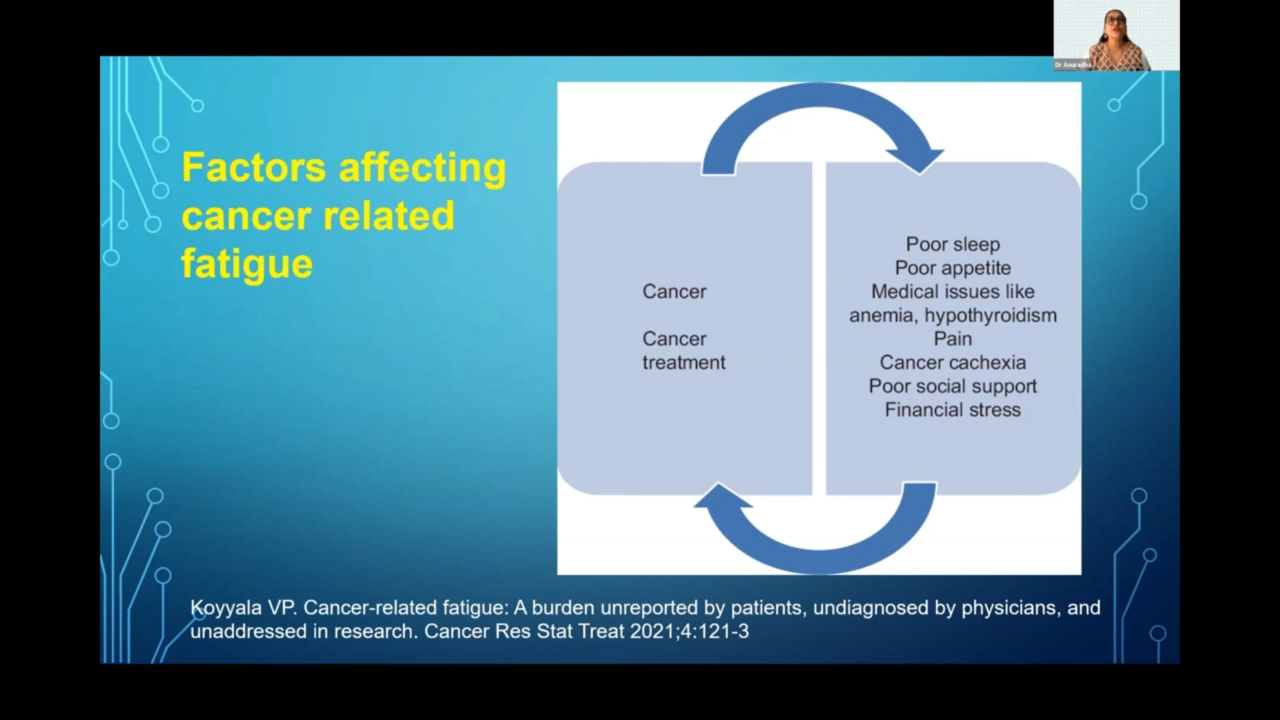 Dr Anuradha
Factors affecting
cancer related
fatigue
Cancer
Cancer
treatment
Poor sleep
Poor appetite
Medical issues like
anemia, hypothyroidism
Pain
Cancer cachexia
Poor social support
Financial stress
Koyyala VP. Cancer-related fatigue: A burden unreported by patients, undiagnosed by physicians, and
unaddressed in research. Cancer Res Stat Treat 2021;4:121-3